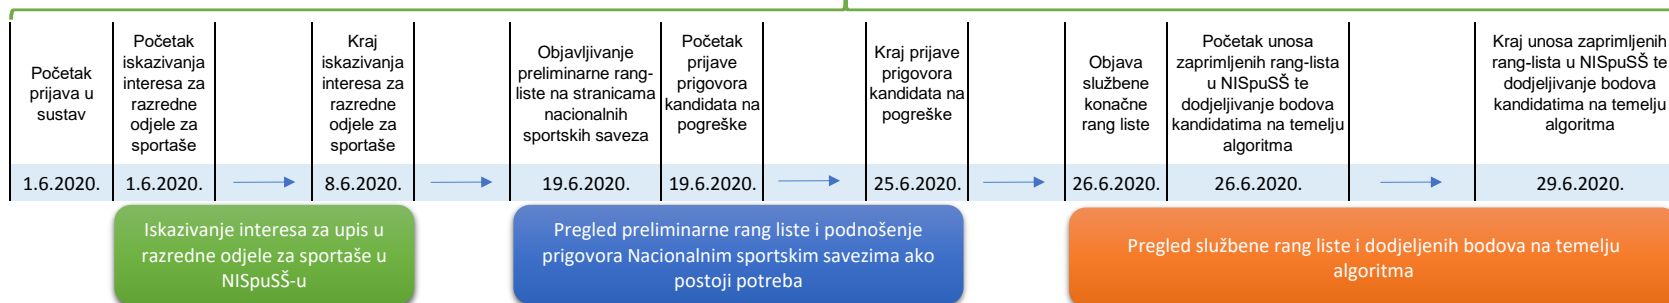 Početak
prijava u
sustav
Početak
iskazivanja
interesa za
razredne
odjele za
sportaše
Kraj
iskazivanja
interesa za
razredne
odjele za
sportaše
Objavljivanje
preliminarne rang-
liste na stranicama
nacionalnih
sportskih saveza
Početak
prijave
prigovora
kandidata na
pogreške
Kraj prijave
prigovora
kandidata na
pogreške
Objava
službene
konačne
rang liste
Početak unosa
zaprimljenih rang-lista
u NISpuSŠ te
dodjeljivanje bodova
kandidatima na temelju
algoritma
Kraj unosa zaprimljenih
rang-lista u NISpuSŠ te
dodjeljivanje bodova
kandidatima na temelju
algoritma
1.6.2020.
1.6.2020.
8.6.2020.
19.6.2020.
19.6.2020.
25.6.2020.
26.6.2020.
26.6.2020.
29.6.2020.
Iskazivanje interesa za upis u
razredne odjele za sportaše u
NISpuSŠ-u
Pregled preliminarne rang liste i podnošenje
prigovora Nacionalnim sportskim savezima ako
postoji potreba
Pregled službene rang liste i dodjeljenih bodova na temelju
algoritma